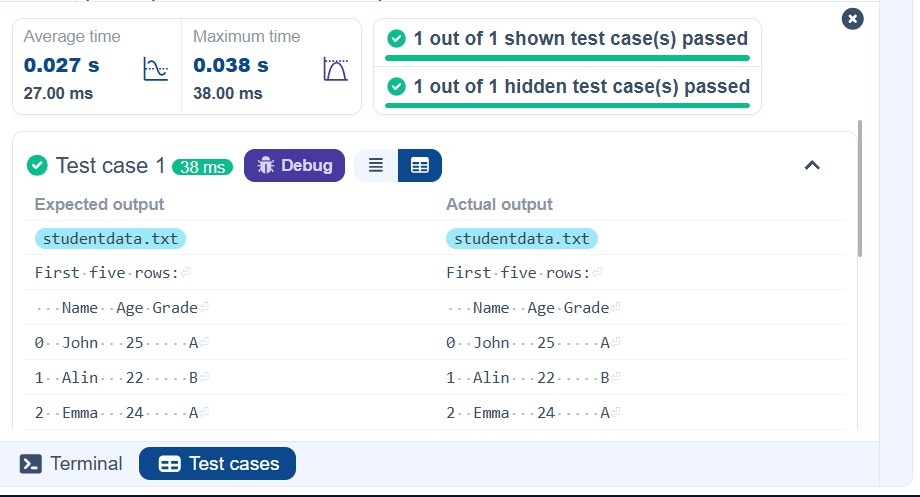 Average time
0.027 s
27.00 ms
Maximum time
0.038 s
38.00 ms
1 out of 1 shown test case(s) passed
1 out of 1 hidden test case(s) passed
Test case 1 38 ms Debug
Expected output Actual output
studentdata.txt studentdata.txt
First·five·rows:⏎ First·five·rows:⏎
···Name··Age·Grade⏎ ···Name··Age·Grade⏎
0··John···25·····A⏎ 0··John···25·····A⏎
1··Alin···22·····B⏎ 1··Alin···22·····B⏎
2··Emma···24·····A⏎ 2··Emma···24·····A⏎
Terminal Test cases